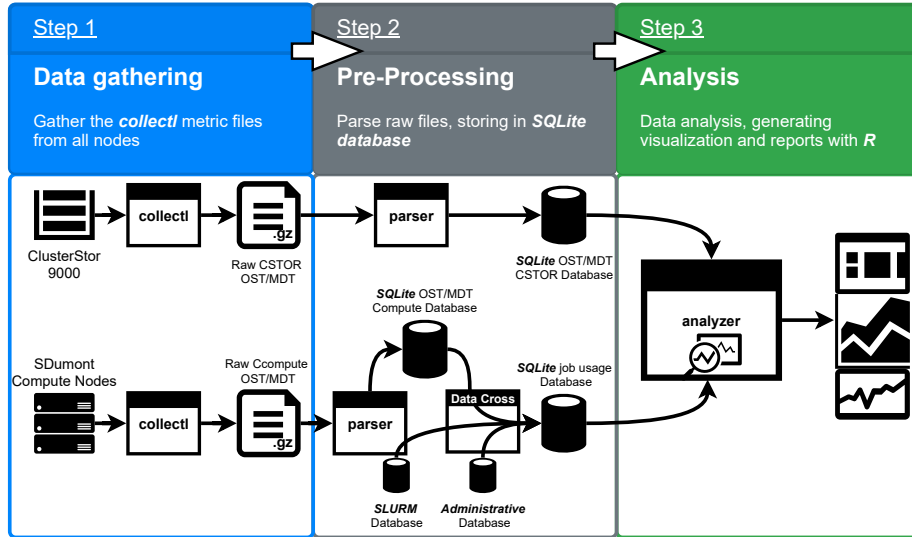 Step 1
Data gathering
Gather the collectl metric files
from all nodes
Step 2
Pre-Processing
Parse raw files, storing in SQLite
database
Step 3
Analysis
Data analysis, generating
visualization and reports with R
ClusterStor
9000
collectl
.gz
Raw CSTOR
OST/MDT
parser
SQLite OST/MDT
CSTOR Database
SQLite OST/MDT
Compute Database
analyzer
SDumont
Compute Nodes
collectl
Raw Ccompute
OST/MDT
.gz
parser
Data Cross
SQLite job usage
Database
SLURM
Database
Administrative
Database